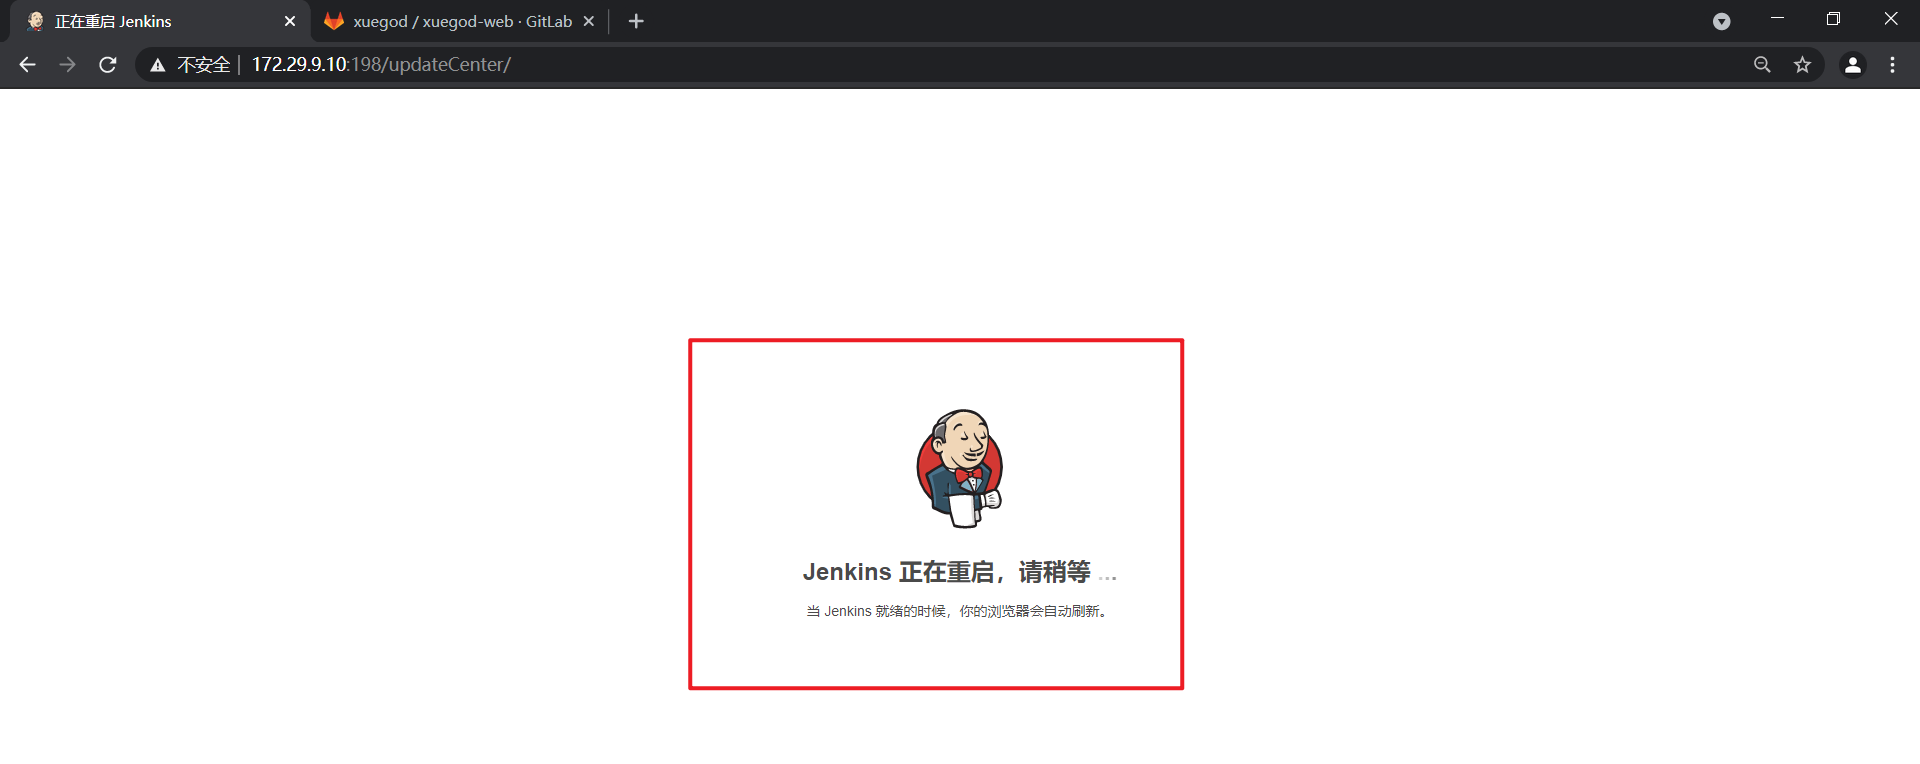 正在重启 Jenkins
xuegod / xuegod-web · GitLab
不安全 | 172.29.9.10:198/updateCenter/
Jenkins 正在重启，请稍等 ...
当 Jenkins 就绪的时候，你的浏览器会自动刷新。